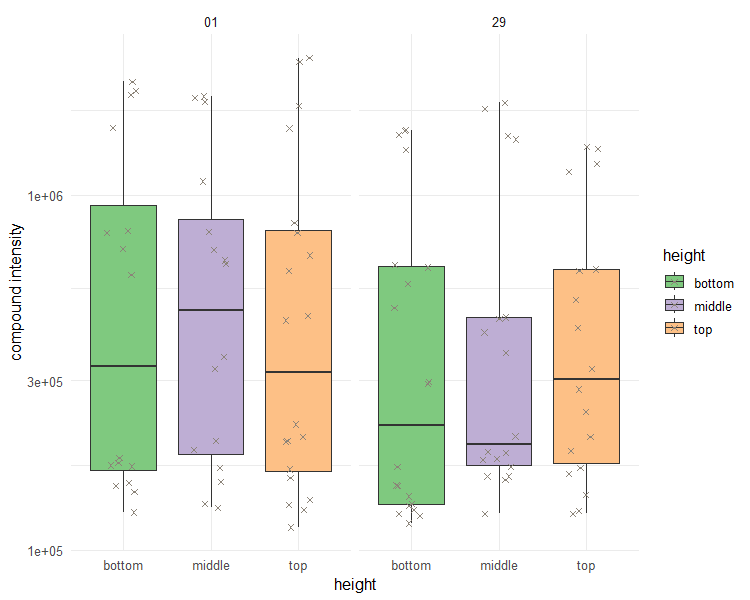 01 29
compound intensity
1e+06
3e+05
1e+05
bottom middle top bottom middle top
height
height
bottom
middle
top